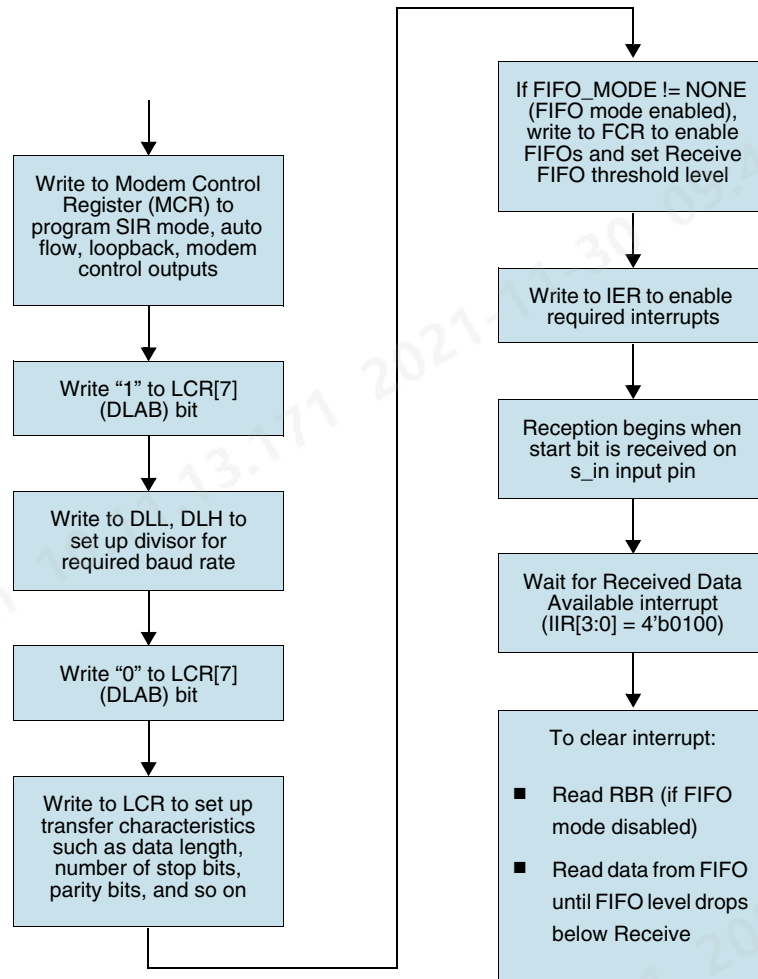 Write to Modem Control
Register (MCR) to
program SIR mode, auto
flow, loopback, modem
control outputs
Write “1” to LCR[7]
(DLAB) bit
Write to DLL, DLH to
set up divisor for
required baud rate
Write “0” to LCR[7]
(DLAB) bit
Write to LCR to set up
transfer characteristics
such as data length,
number of stop bits,
parity bits, and so on
If FIFO_MODE != NONE
(FIFO mode enabled),
write to FCR to enable
FIFOs and set Receive
FIFO threshold level
Write to IER to enable
required interrupts
Reception begins when
start bit is received on
s_in input pin
Wait for Received Data
Available interrupt
(IIR[3:0] = 4'b0100)
To clear interrupt:
■ Read RBR (if FIFO
mode disabled)
■ Read data from FIFO
until FIFO level drops
below Receive